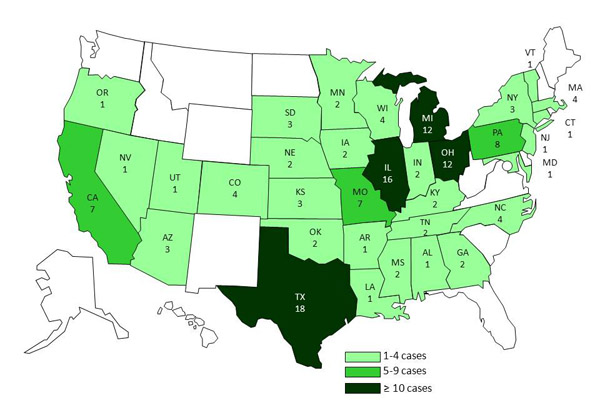 VT
1
MA
4
OR
1
MN
2
WI
4
NY
3
CT
1
SD
3
MI
12
PA
8
NJ
1
IA
2
OH
12
NE
2
NV
1
UT
1
IL
16
IN
2
MD
1
CO
4
CA
7
KS
3
MO
7
KY
2
NC
4
TN
2
AZ
3
OK
2
AR
1
MS
2
AL
1
GA
2
LA
1
TX
18
1-4 cases
5-9 cases
≥ 10 cases